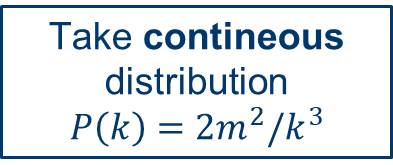 Take contineous
distribution
P(k) = 2m²/k³